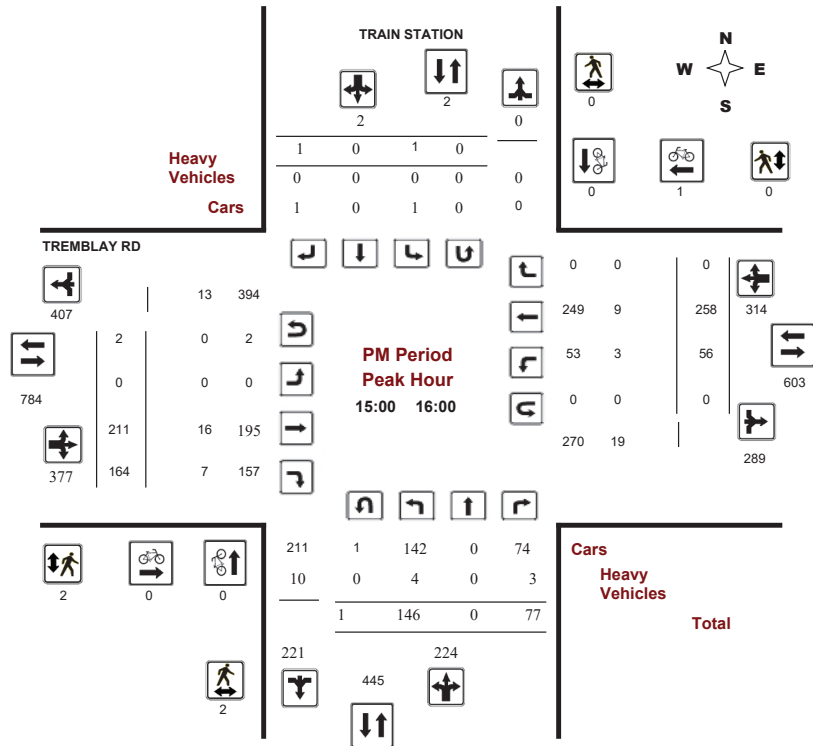 TRAIN STATION
N
W E
S
2
2
0
0
1 0 1 0
Heavy
Vehicles
0 0 0 0 0
Cars
1 0 1 0 0
0
1
0
TREMBLAY RD
407
13 394
2
0 2
784
0
0 0
211
16 195
377
164
7 157
PM Period
Peak Hour
15:00 16:00
0 0 0
249 9 258
314
53 3 56
603
0 0 0
270 19
289
211 1 142 0 74
Cars
10 0 4 0 3
Heavy
Vehicles
1 146 0 77
Total
2
0
0
221
224
445
2